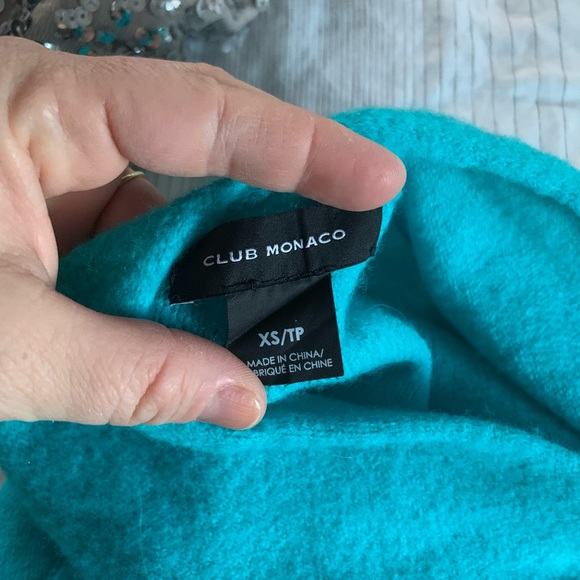 CLUB MONACO
XS/TP
MADE IN CHINA/
EN CHINE